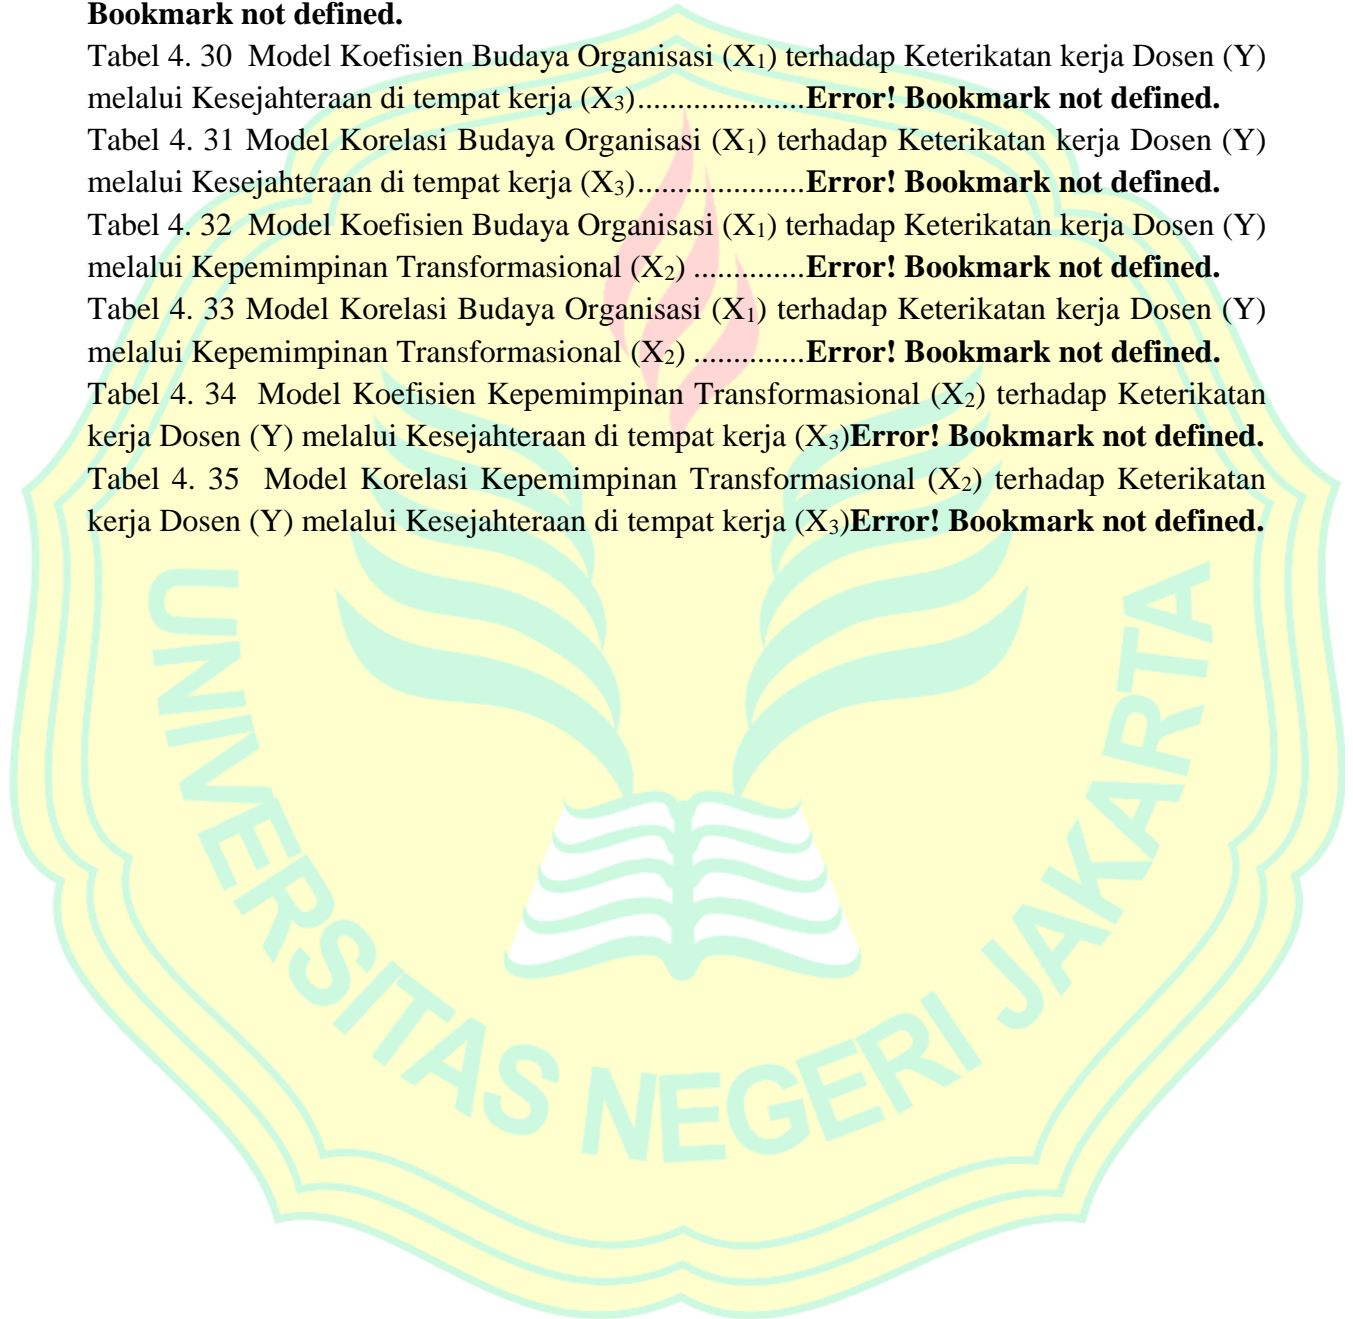 Bookmark not defined.
Tabel 4. 30  Model Koefisien Budaya Organisasi (X₁) terhadap Keterikatan kerja Dosen (Y)
melalui Kesejahteraan di tempat kerja (X₃).....................Error! Bookmark not defined.
Tabel 4. 31 Model Korelasi Budaya Organisasi (X₁) terhadap Keterikatan kerja Dosen (Y)
melalui Kesejahteraan di tempat kerja (X₃).....................Error! Bookmark not defined.
Tabel 4. 32  Model Koefisien Budaya Organisasi (X₁) terhadap Keterikatan kerja Dosen (Y)
melalui Kepemimpinan Transformasional (X₂) ..............Error! Bookmark not defined.
Tabel 4. 33 Model Korelasi Budaya Organisasi (X₁) terhadap Keterikatan kerja Dosen (Y)
melalui Kepemimpinan Transformasional (X₂) ..............Error! Bookmark not defined.
Tabel 4. 34  Model Koefisien Kepemimpinan Transformasional (X₂) terhadap Keterikatan
kerja Dosen (Y) melalui Kesejahteraan di tempat kerja (X₃)Error! Bookmark not defined.
Tabel 4. 35  Model Korelasi Kepemimpinan Transformasional (X₂) terhadap Keterikatan
kerja Dosen (Y) melalui Kesejahteraan di tempat kerja (X₃)Error! Bookmark not defined.
UNIVERSITAS NEGERI JAKARTA